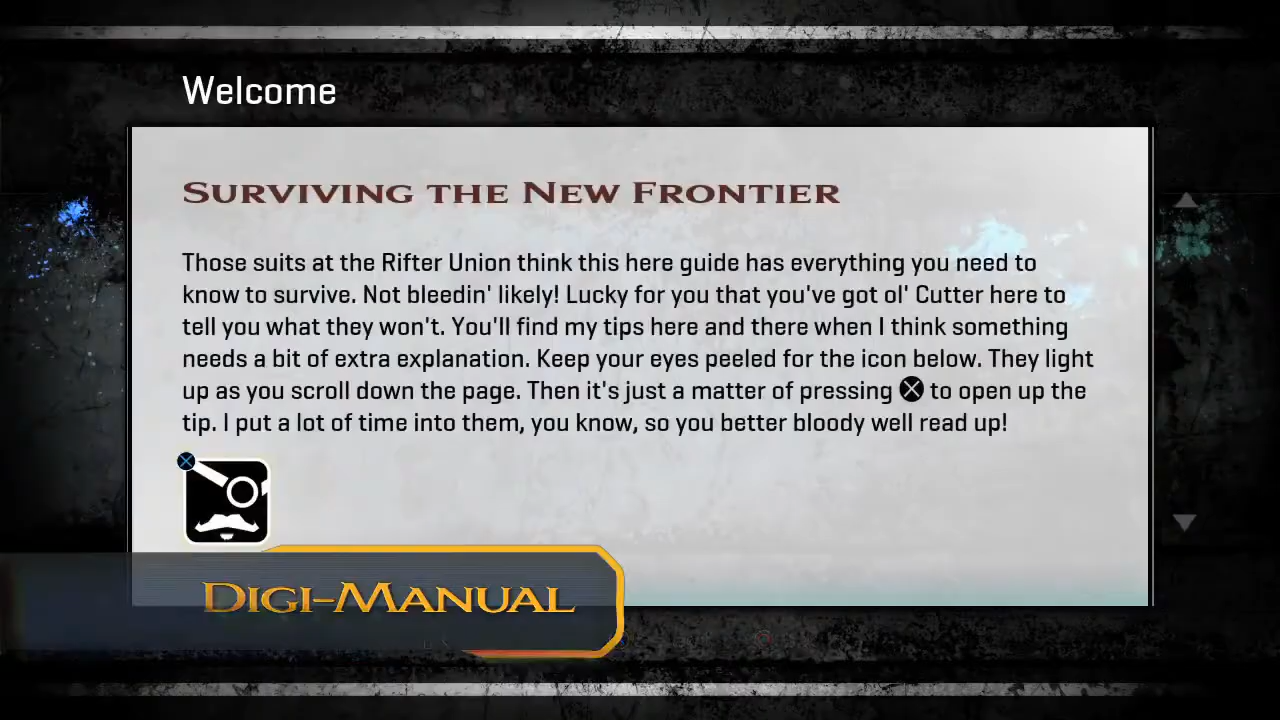 Welcome
Surviving the New Frontier
Those suits at the Rifter Union think this here guide has everything you need to
know to survive. Not bleedin' likely! Lucky for you that you've got ol' Cutter here to
tell you what they won't. You'll find my tips here and there when I think something
needs a bit of extra explanation. Keep your eyes peeled for the icon below. They light
up as you scroll down the page. Then it's just a matter of pressing to open up the
tip. I put a lot of time into them, you know, so you better bloody well read up!
Digi-Manual